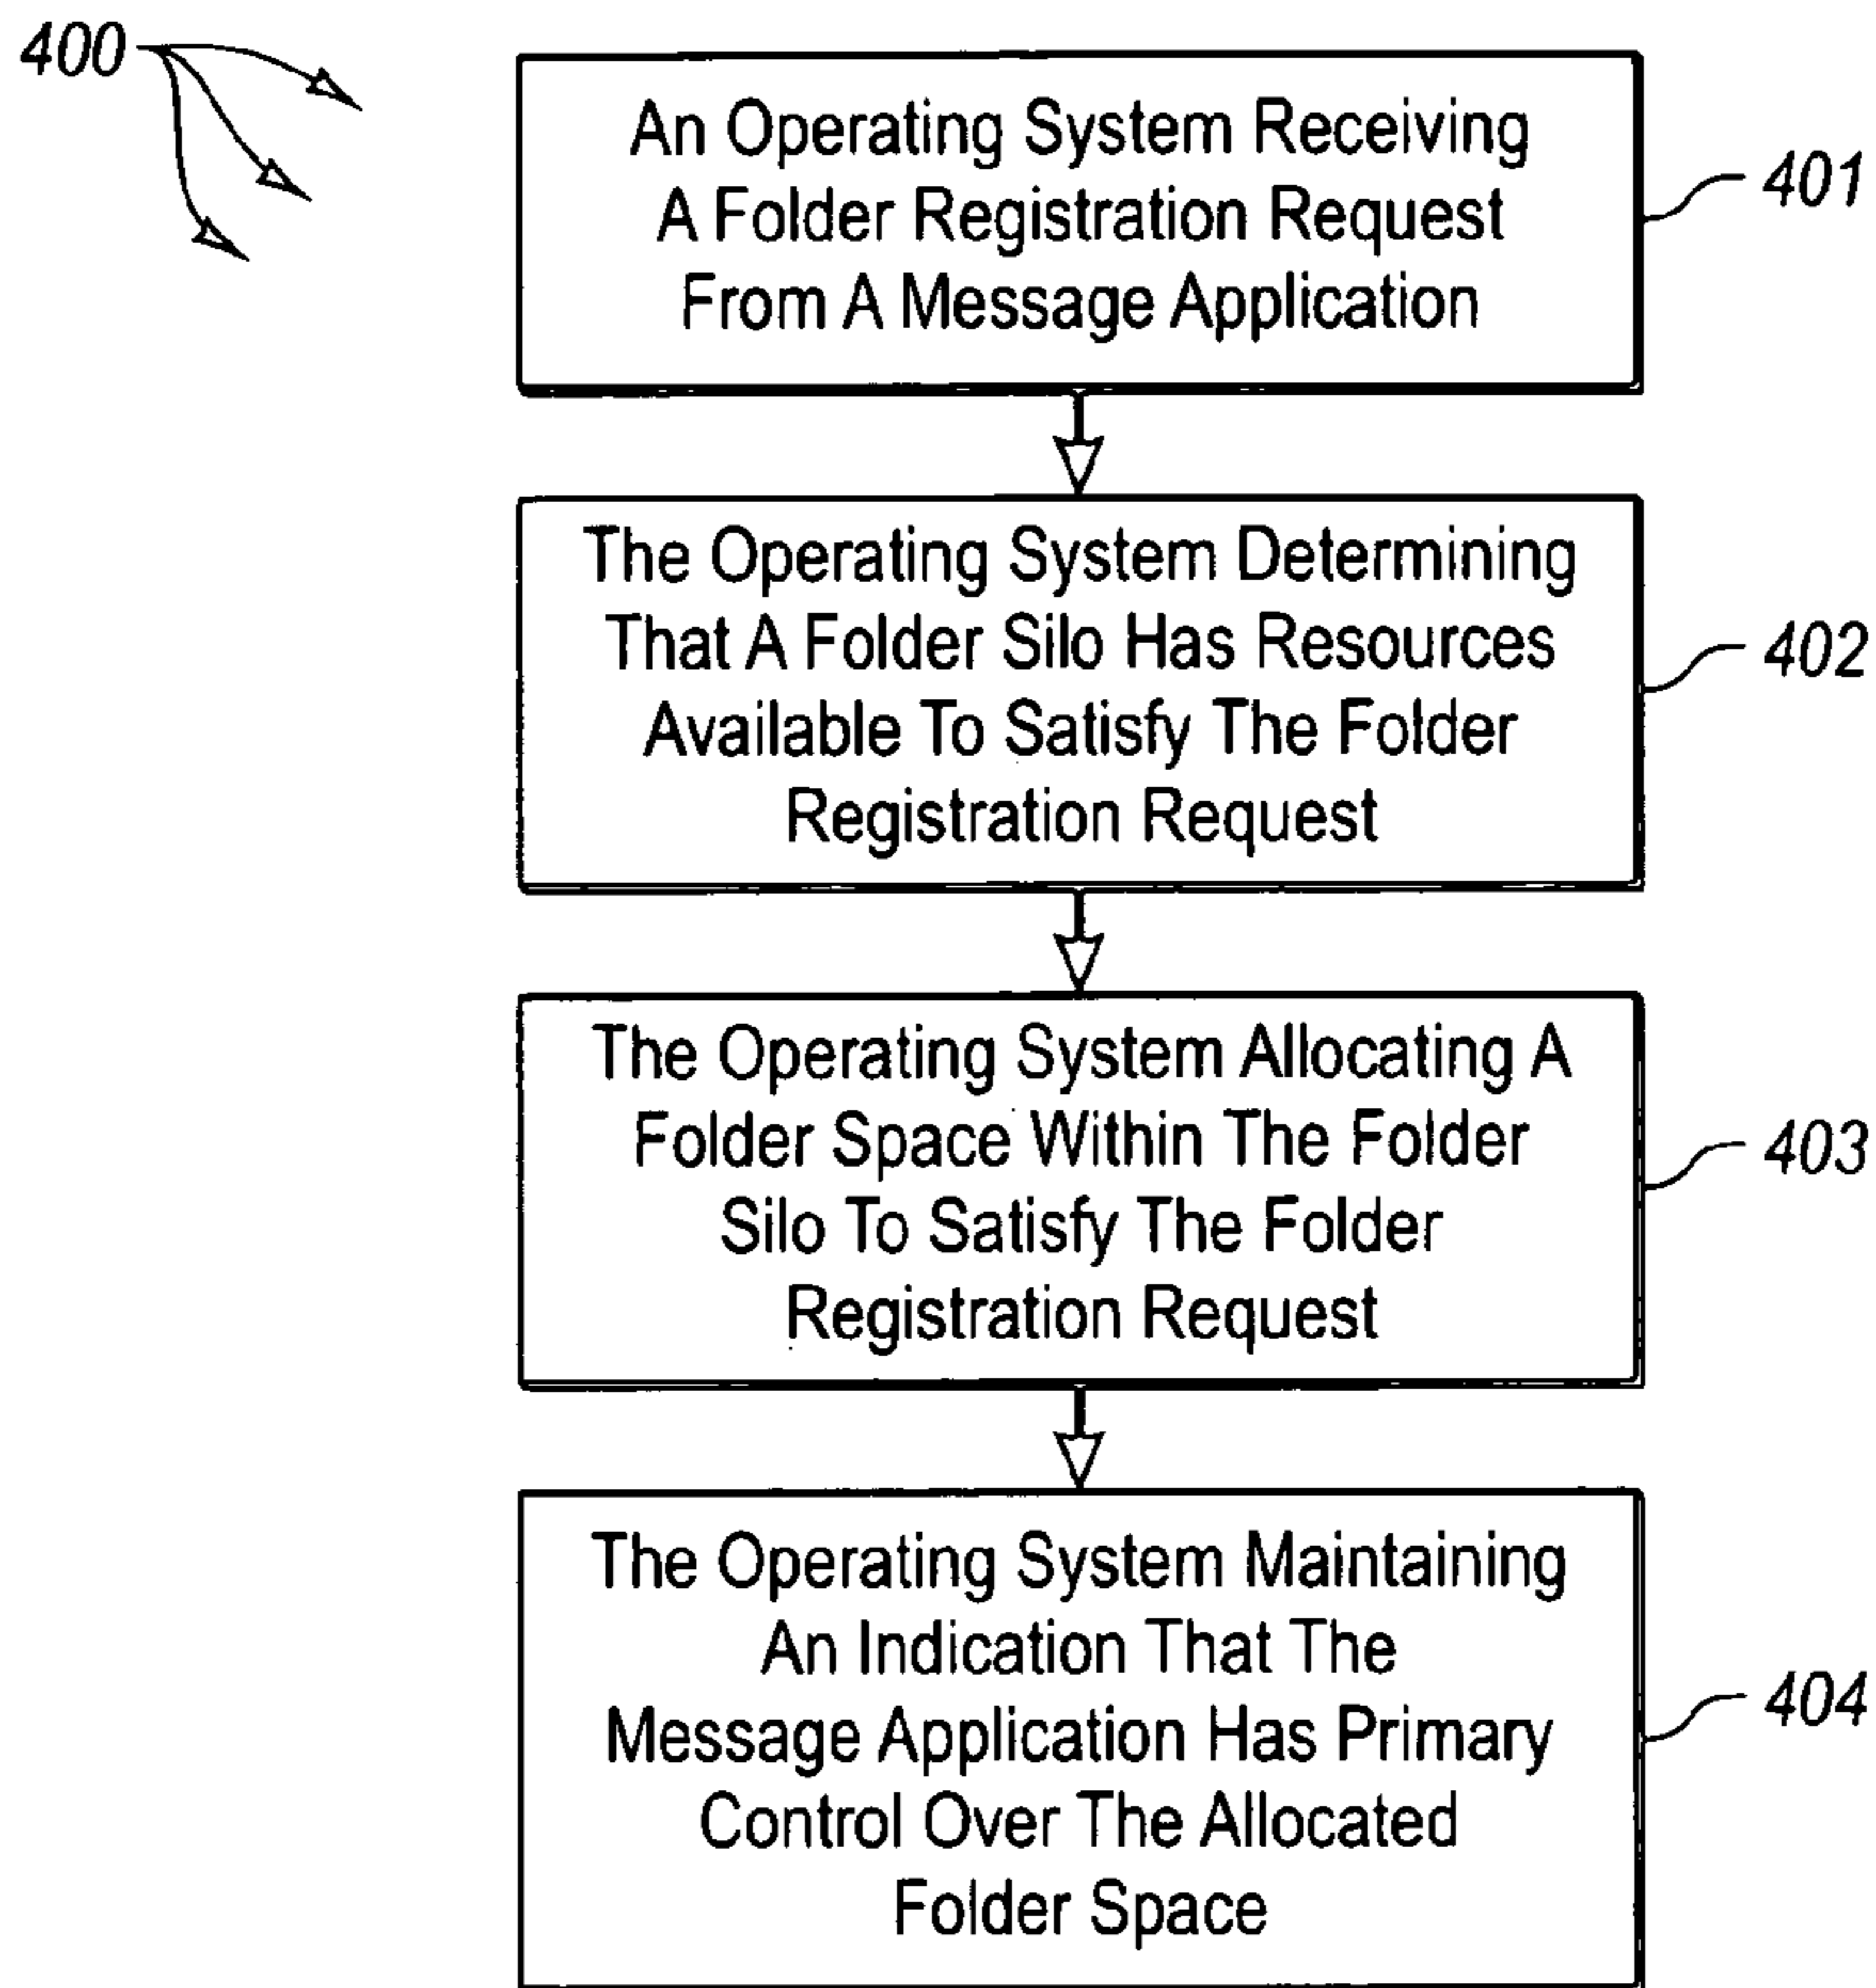 400
An Operating System Receiving
A Folder Registration Request
From A Message Application
401
The Operating System Determining
That A Folder Silo Has Resources
Available To Satisfy The Folder
Registration Request
402
The Operating System Allocating A
Folder Space Within The Folder
Silo To Satisfy The Folder
Registration Request
403
The Operating System Maintaining
An Indication That The
Message Application Has Primary
Control Over The Allocated
Folder Space
404